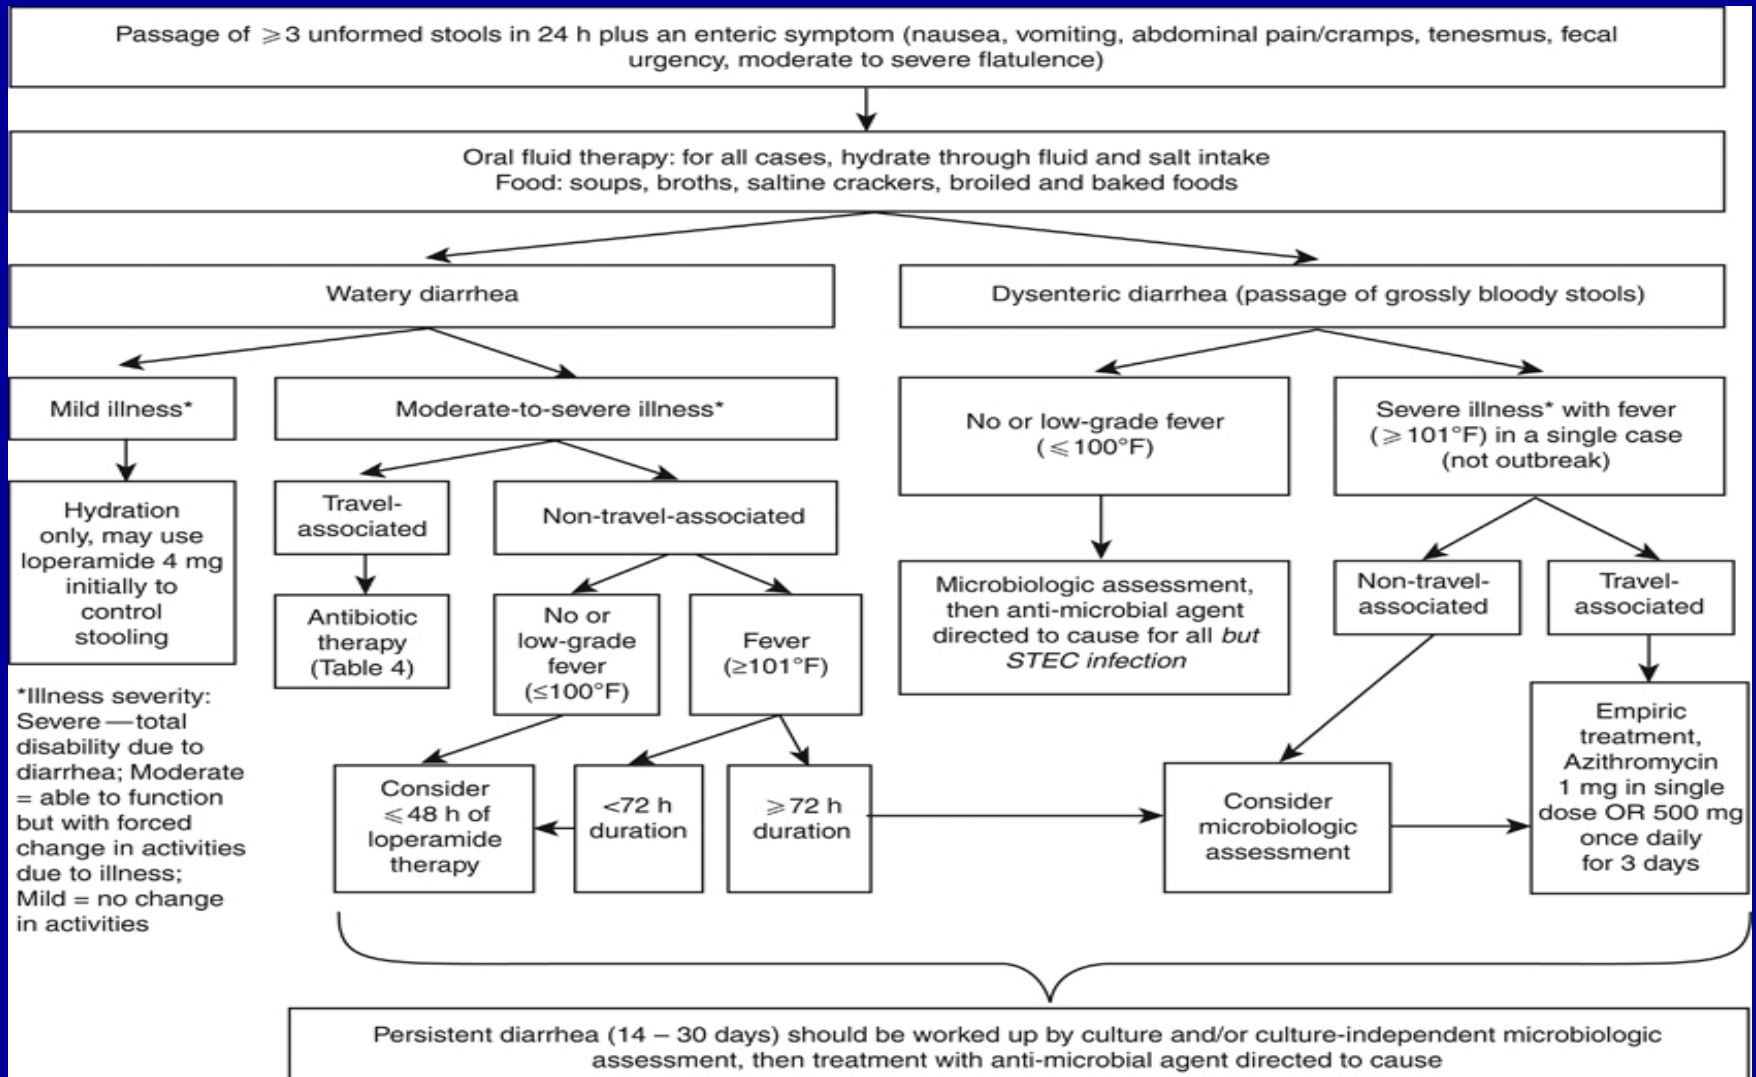 Passage of ⩾3 unformed stools in 24 h plus an enteric symptom (nausea, vomiting, abdominal pain/cramps, tenesmus, fecal
urgency, moderate to severe flatulence)
Oral fluid therapy: for all cases, hydrate through fluid and salt intake
Food: soups, broths, saltine crackers, broiled and baked foods
Watery diarrhea
Dysenteric diarrhea (passage of grossly bloody stools)
Mild illness*
Moderate-to-severe illness*
No or low-grade fever
(⩽100°F)
Severe illness* with fever
(⩾101°F) in a single case
(not outbreak)
Hydration
only, may use
loperamide 4 mg
initially to
control
stooling
Travel-
associated
Non-travel-associated
Antibiotic
therapy
(Table 4)
No or
low-grade
fever
(≤100°F)
Fever
(≥101°F)
Microbiologic assessment,
then anti-microbial agent
directed to cause for all but
STEC infection
Non-travel-
associated
Travel-
associated
*Illness severity:
Severe—total
disability due to
diarrhea; Moderate
= able to function
but with forced
change in activities
due to illness;
Mild = no change
in activities
Consider
⩽48 h of
loperamide
therapy
<72 h
duration
⩾72 h
duration
Consider
microbiologic
assessment
Empiric
treatment,
Azithromycin
1 mg in single
dose OR 500 mg
once daily
for 3 days
Persistent diarrhea (14 – 30 days) should be worked up by culture and/or culture-independent microbiologic
assessment, then treatment with anti-microbial agent directed to cause